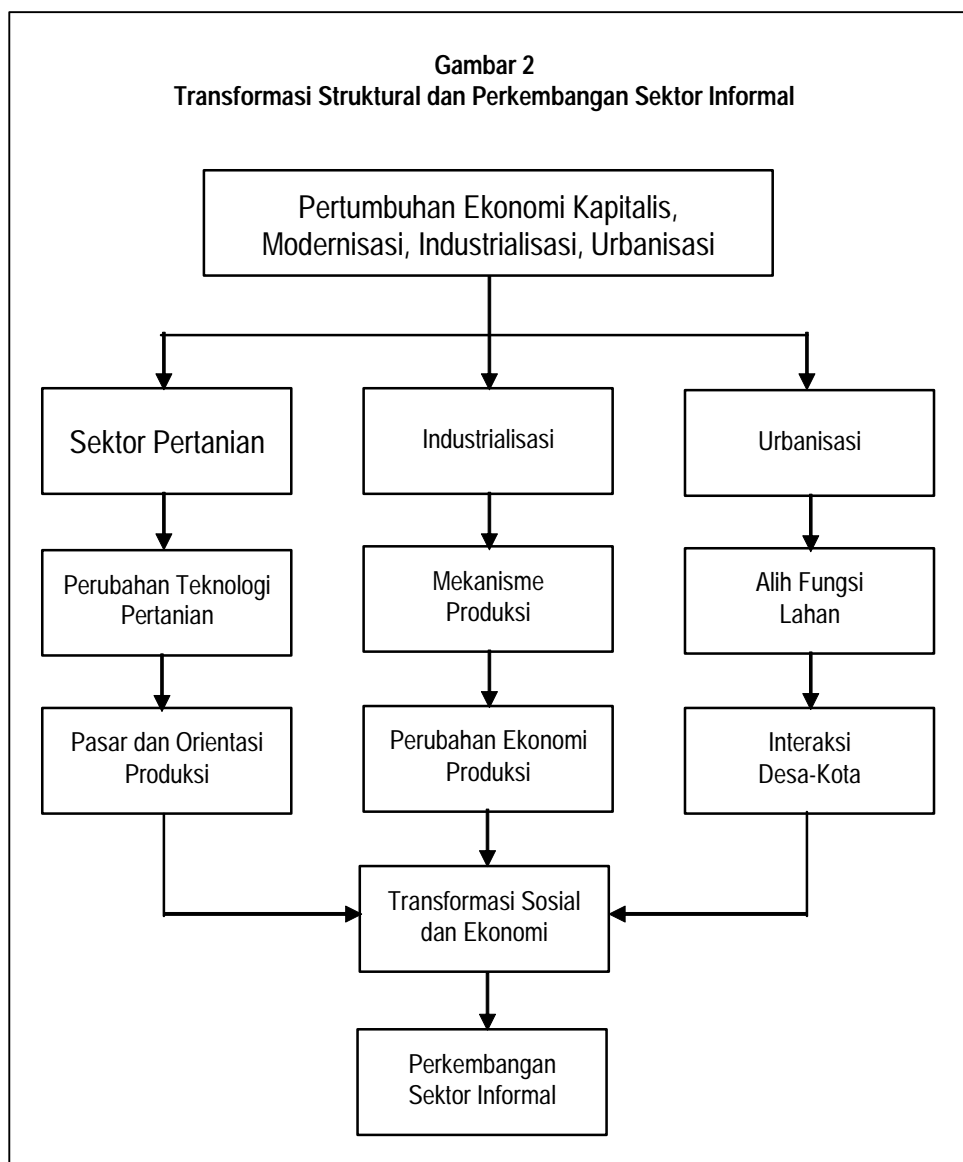 Gambar 2
Transformasi Struktural dan Perkembangan Sektor Informal
Pertumbuhan Ekonomi Kapitalis,
Modernisasi, Industrialisasi, Urbanisasi
Sektor Pertanian
Industrialisasi
Urbanisasi
Perubahan Teknologi
Pertanian
Mekanisme
Produksi
Alih Fungsi
Lahan
Pasar dan Orientasi
Produksi
Perubahan Ekonomi
Produksi
Interaksi
Desa-Kota
Transformasi Sosial
dan Ekonomi
Perkembangan
Sektor Informal